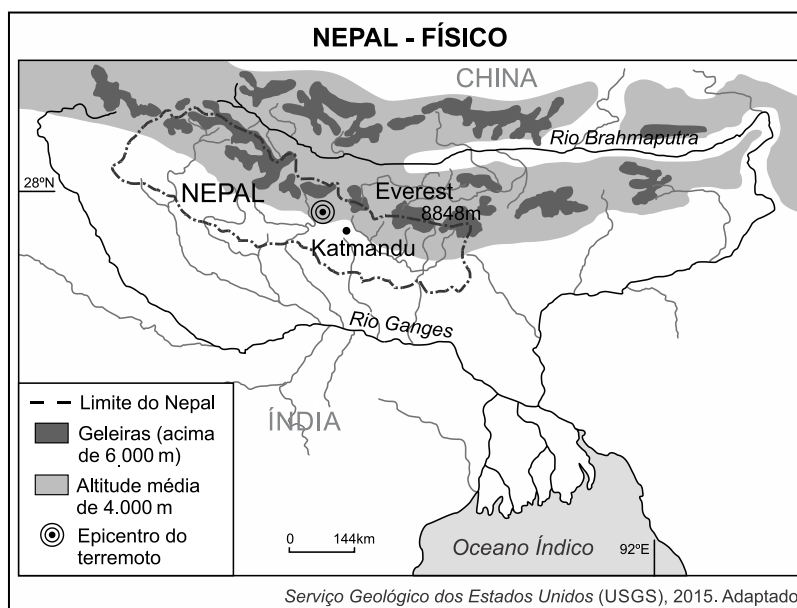 NEPAL - FÍSICO
CHINA
Rio Brahmaputra
28ºN
NEPAL
Everest
8848m
Katmandu
Rio Ganges
ÍNDIA
Limite do Nepal
Geleiras (acima
de 6.000 m)
Altitude média
de 4.000 m
Epicentro do
terremoto
0 144km
Oceano Índico
92ºE
Serviço Geológico dos Estados Unidos (USGS), 2015. Adaptado